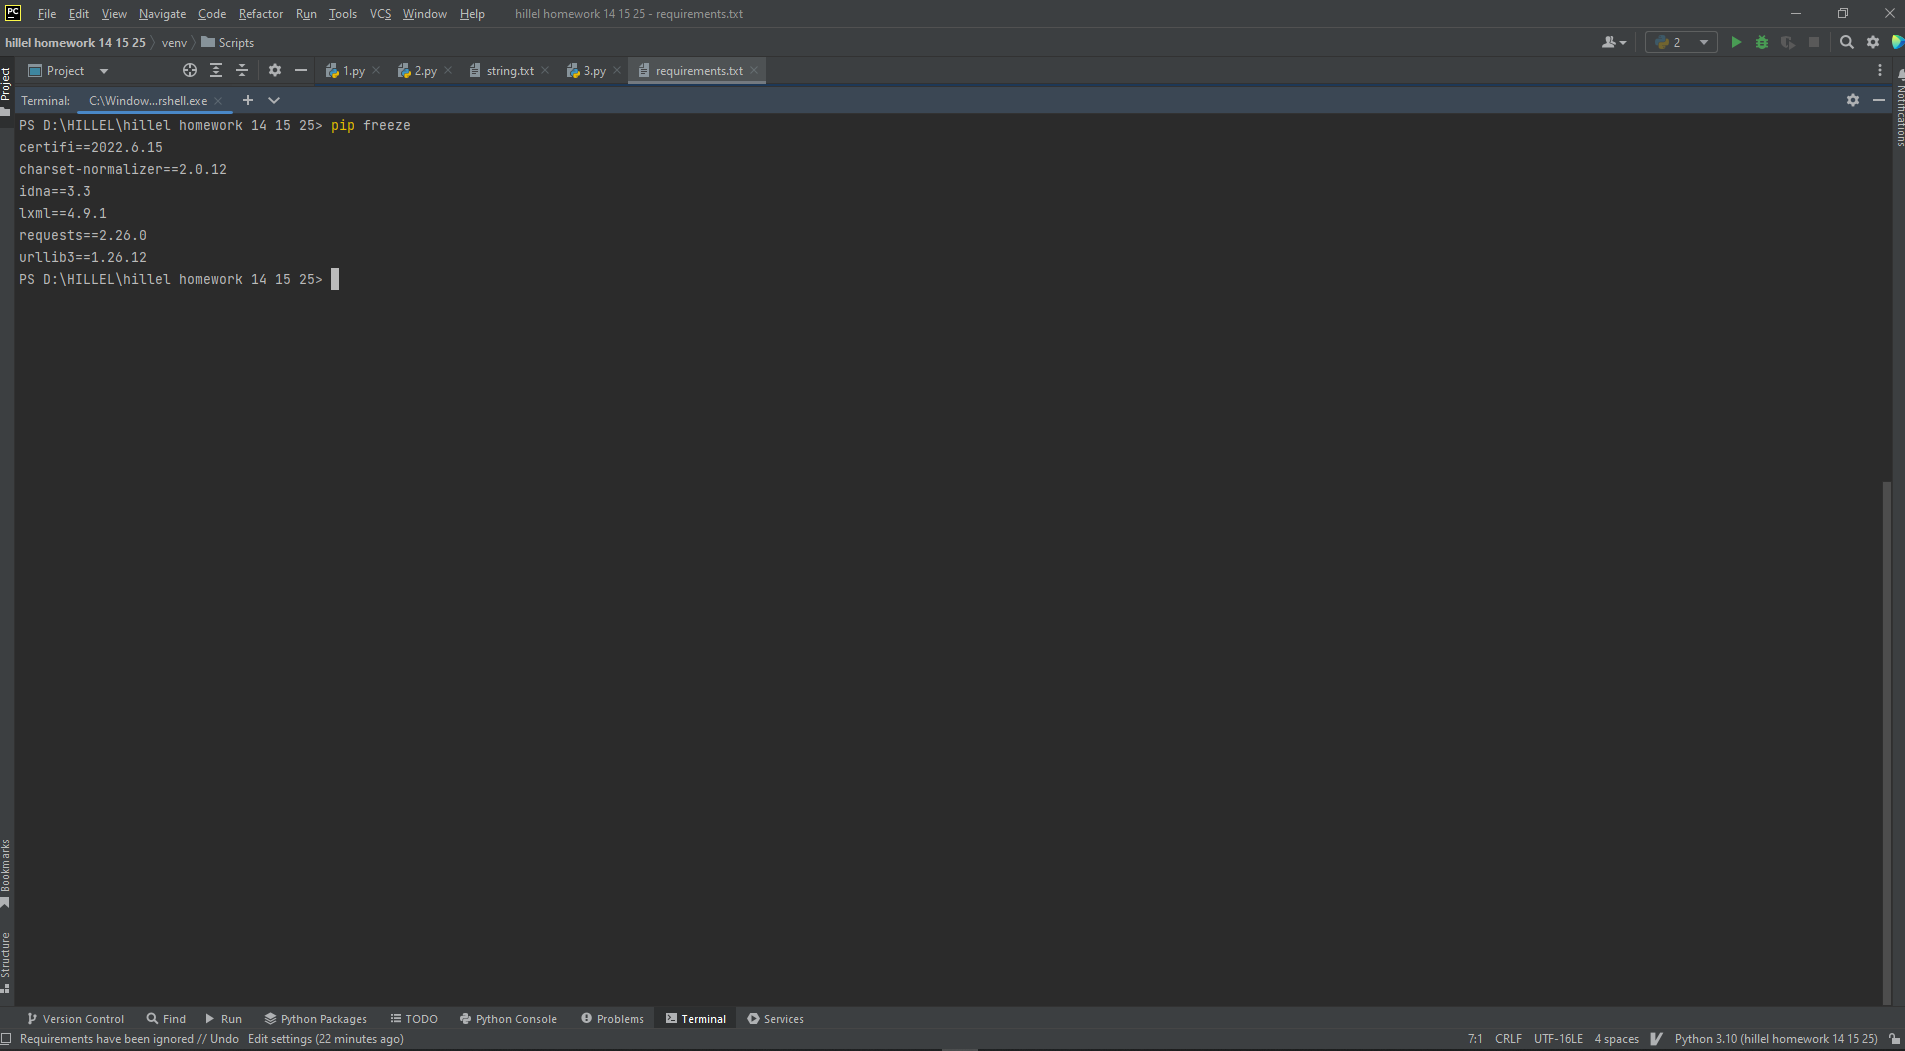 PC File Edit View Navigate Code Refactor Run Tools VCS Window Help hillel homework 14 15 25 - requirements.txt
hillel homework 14 15 25 venv Scripts 2
Project 1.py 2.py string.txt 3.py requirements.txt
Project
Terminal: C:\Window...rshell.exe
Notifications
PS D:\HILLEL\hillel homework 14 15 25> pip freeze
certifi==2022.6.15
charset-normalizer==2.0.12
idna==3.3
lxml==4.9.1
requests==2.26.0
urllib3==1.26.12
PS D:\HILLEL\hillel homework 14 15 25>
Bookmarks
Structure
Version Control Find Run Python Packages TODO Python Console Problems Terminal Services
Requirements have been ignored // Undo Edit settings (22 minutes ago) 7:1 CRLF UTF-16LE 4 spaces Python 3.10 (hillel homework 14 15 25)